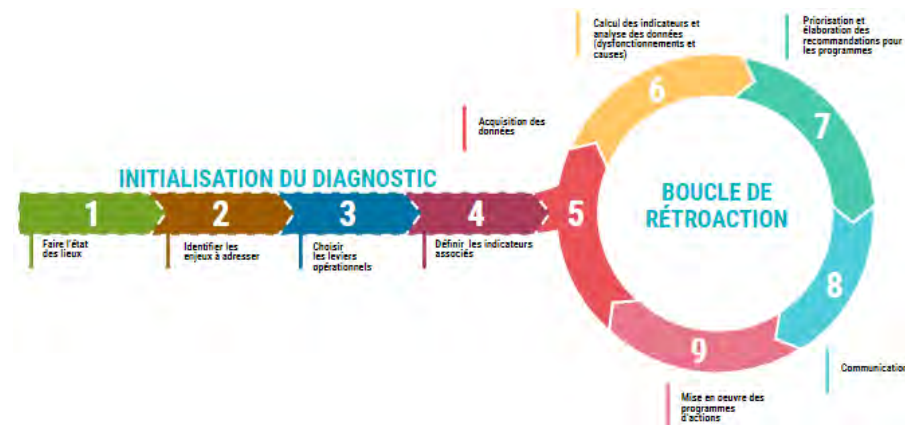 INITIALISATION DU DIAGNOSTIC
1
Faire l'état
des lieux
2
Identifier les
enjeux à adresser
3
Choisir
les leviers
opérationnels
4
Définir les indicateurs
associés
5
Acquisition des
données
6
Calcul des indicateurs et
analyse des données
(dysfonctionnements et
causes)
7
Priorisation et
élaboration des
recommandations pour
les programmes
BOUCLE DE
RÉTROACTION
8
Communication
9
Mise en oeuvre des
programmes
d'actions